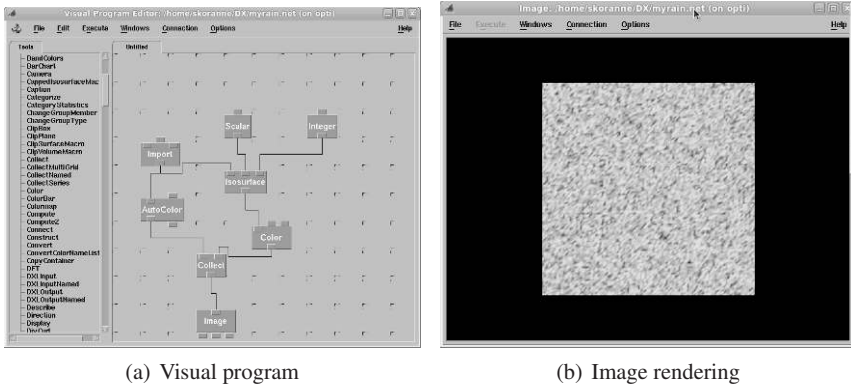 Visual Program Editor: /home/skoranne/DX/myrain.net (on opti)
File Edit Execute Windows Connection Options Help
Tools
Untitled
BandColors
BarChart
Camera
CappedIsosurfaceMac
Caption
Categorize
CategoryStatistics
ChangeGroupMember
ChangeGroupType
ClipBox
ClipPlane
ClipSurfaceMacro
ClipVolumeMacro
Collect
CollectMultiGrid
CollectNamed
CollectSeries
Color
ColorBar
Colormap
Compute
Compute2
Connect
Construct
Convert
ConvertColorNameList
CopyContainer
DFT
DXLInput
DXLInputNamed
DXLOutput
DXLOutputNamed
Describe
Direction
Display
Scalar
Integer
Import
Isosurface
AutoColor
Color
Collect
Image
Image: /home/skoranne/DX/myrain.net (on opti)
File Execute Windows Connection Options Help
(a) Visual program
(b) Image rendering